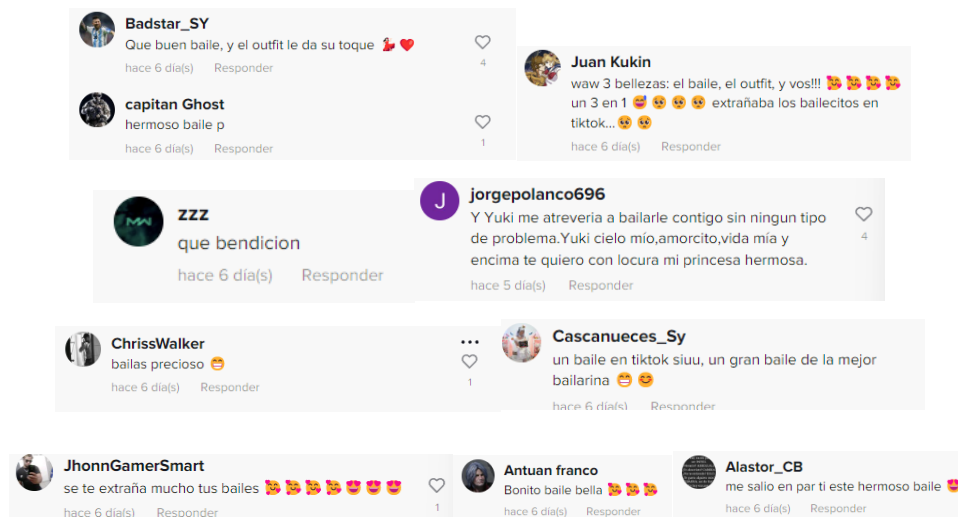 Badstar_SY
Que buen baile, y el outfit le da su toque 💃❤️
hace 6 día(s) Responder
4
capitan Ghost
hermoso baile p
hace 6 día(s) Responder
1
Juan Kukin
waw 3 bellezas: el baile, el outfit, y vos!!! 🥰🥰🥰🥰
un 3 en 1 😅🥺🥺🥺 extrañaba los bailecitos en
tiktok...🥺🥺
hace 6 día(s) Responder
MW
zzz
que bendicion
hace 6 día(s) Responder
J
jorgepolanco696
Y Yuki me atreveria a bailarle contigo sin ningun tipo
de problema.Yuki cielo mío,amorcito,vida mía y
encima te quiero con locura mi princesa hermosa.
hace 5 día(s) Responder
4
ChrissWalker
bailas precioso 😁
hace 6 día(s) Responder
1
Cascanueces_Sy
un baile en tiktok siuu, un gran baile de la mejor
bailarina 😁😊
hace 6 día(s) Responder
JhonnGamerSmart
se te extraña mucho tus bailes 🥰🥰🥰🥰😍😍😍
hace 6 día(s) Responder
1
Antuan franco
Bonito baile bella 🥰🥰🥰
hace 6 día(s) Responder
Alastor_CB
me salio en par ti este hermoso baile 😍
hace 6 día(s) Responder